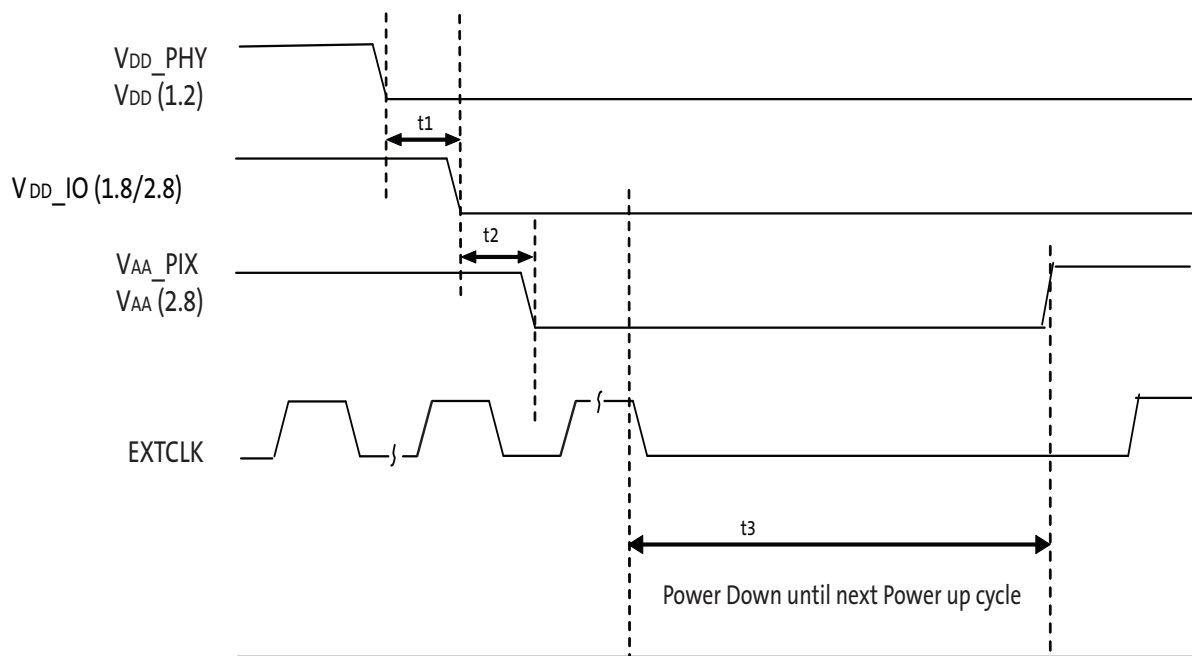 VDD_PHY
VDD (1.2)
t1
VDD_IO (1.8/2.8)
t2
VAA_PIX
VAA (2.8)
EXTCLK
t3
Power Down until next Power up cycle